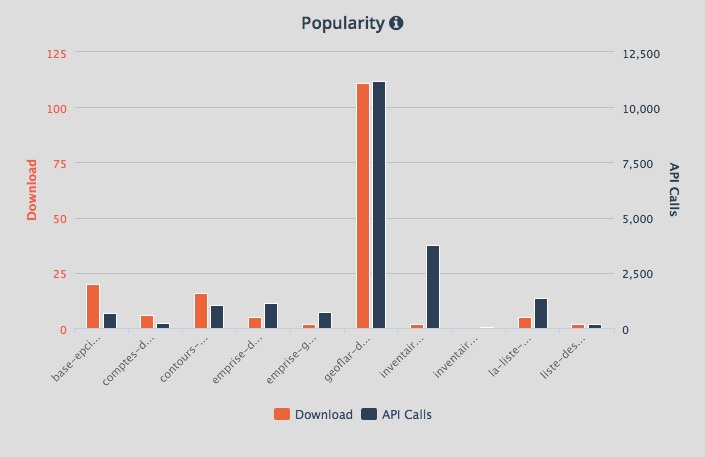 Popularity
125
100
75
50
25
0
Download
12,500
10,000
7,500
5,000
2,500
0
API Calls
base-epci...
comptes-d...
contours-...
emprise-d...
emprise-g...
geoflar-d...
inventair...
inventair...
la-liste-...
liste-des...
Download API Calls